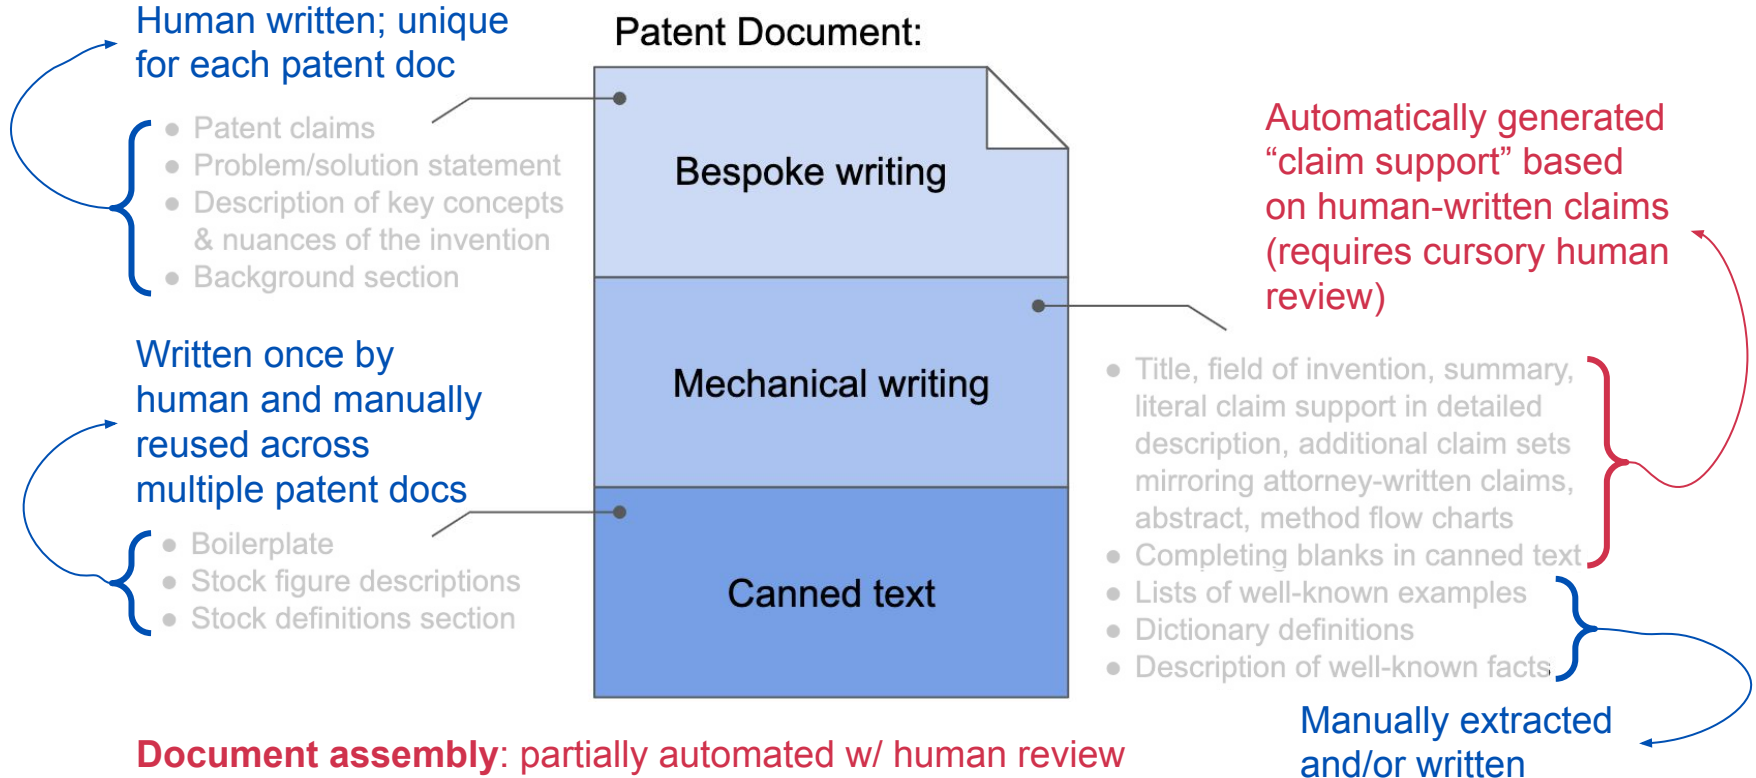 Human written; unique
for each patent doc
● Patent claims
● Problem/solution statement
● Description of key concepts
& nuances of the invention
● Background section
Written once by
human and manually
reused across
multiple patent docs
● Boilerplate
● Stock figure descriptions
● Stock definitions section
Patent Document:
Bespoke writing
Mechanical writing
Canned text
Automatically generated
“claim support” based
on human-written claims
(requires cursory human
review)
● Title, field of invention, summary,
literal claim support in detailed
description, additional claim sets
mirroring attorney-written claims,
abstract, method flow charts
● Completing blanks in canned text
● Lists of well-known examples
● Dictionary definitions
● Description of well-known facts
Manually extracted
and/or written
Document assembly: partially automated w/ human review